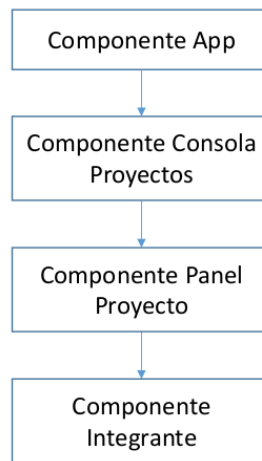 Componente App
Componente Consola
Proyectos
Componente Panel
Proyecto
Componente
Integrante